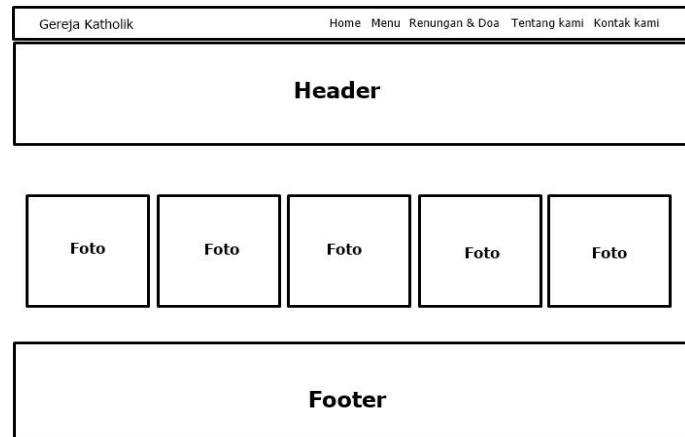 Gereja Katholik Home Menu Renungan & Doa Tentang kami Kontak kami
Header
Foto Foto Foto Foto Foto
Footer